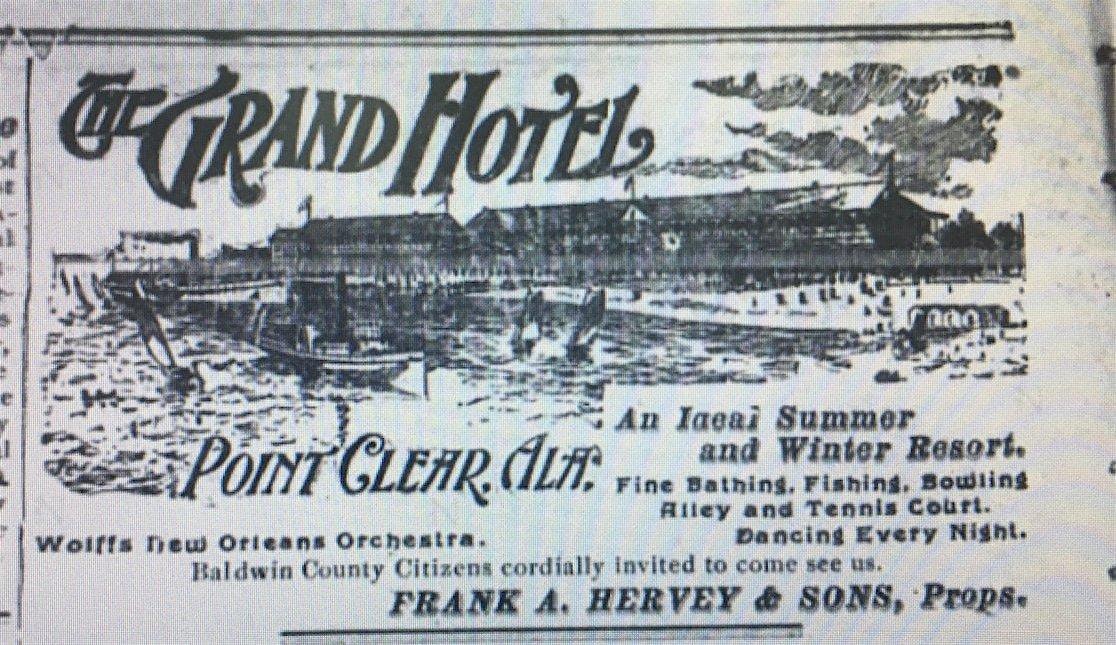 THE GRAND HOTEL
POINT CLEAR, ALA.
An Ideal Summer
and Winter Resort.
Fine Bathing, Fishing, Bowling
Alley and Tennis Court.
Dancing Every Night.
Wolffs New Orleans Orchestra.
Baldwin County Citizens cordially invited to come see us.
FRANK A. HERVEY & SONS, Props.